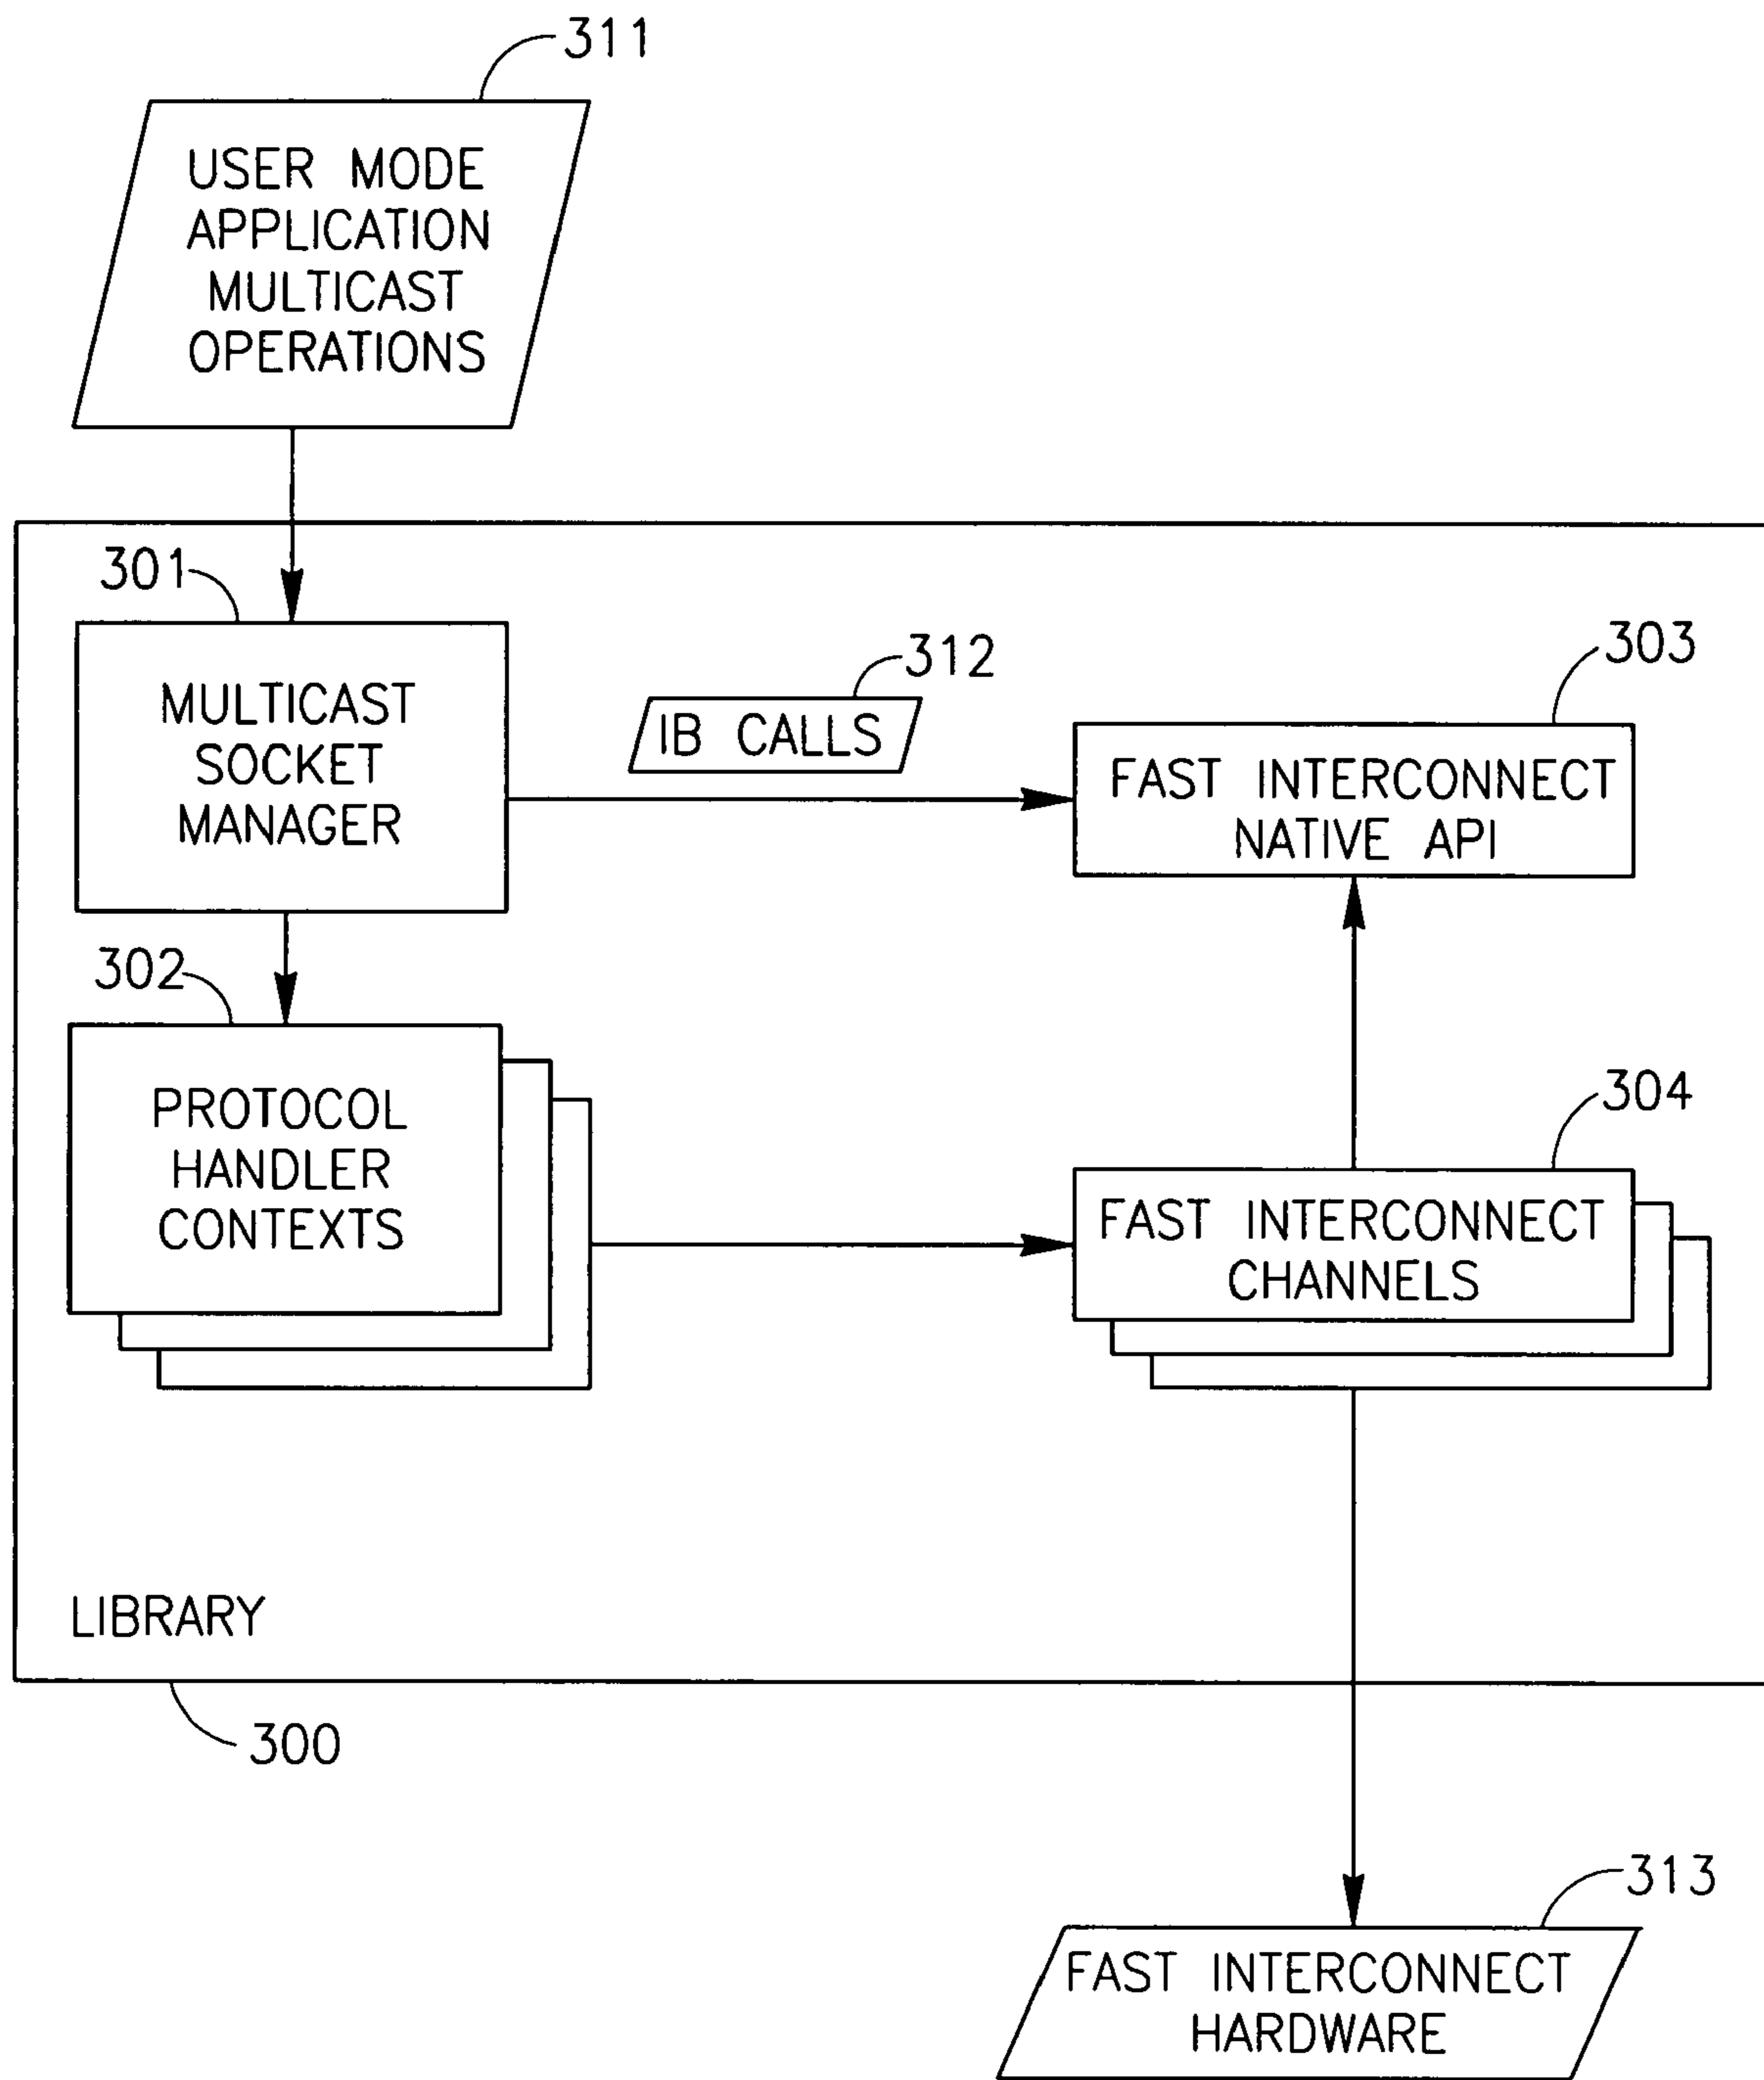 311
USER MODE
APPLICATION
MULTICAST
OPERATIONS
301
MULTICAST
SOCKET
MANAGER
312
IB CALLS
303
FAST INTERCONNECT
NATIVE API
302
PROTOCOL
HANDLER
CONTEXTS
304
FAST INTERCONNECT
CHANNELS
LIBRARY
300
313
FAST INTERCONNECT
HARDWARE